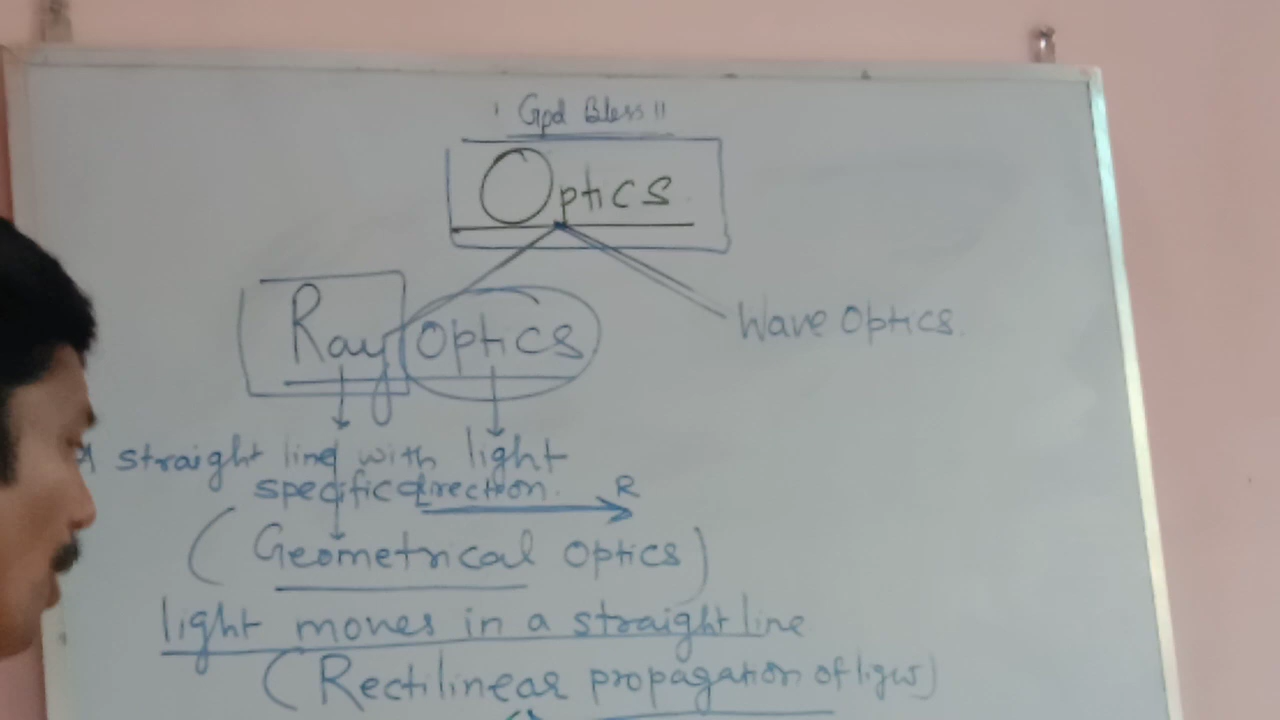 God Bless !!
Optics
Ray Optics
Wave Optics.
A straight line with light
specific direction. R
(Geometrical Optics)
light moves in a straight line
(Rectilinear propagation of light)